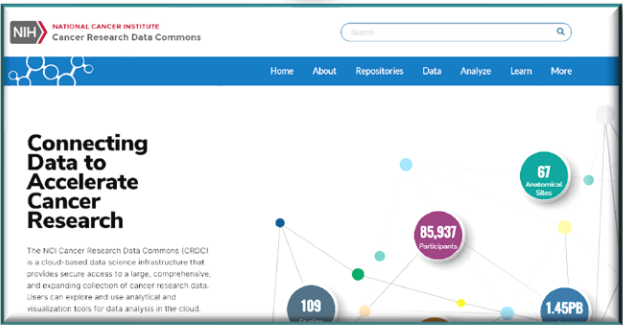 NIH
NATIONAL CANCER INSTITUTE
Cancer Research Data Commons
Search
Home About Repositories Data Analyze Learn More
Connecting
Data to
Accelerate
Cancer
Research
The NCI Cancer Research Data Commons (CRDC)
is a cloud-based data science infrastructure that
provides secure access to a large, comprehensive,
and expanding collection of cancer research data.
Users can explore and use analytical and
visualization tools for data analysis in the cloud.
67
Anatomical
Sites
85,937
Participants
109
1.45PB